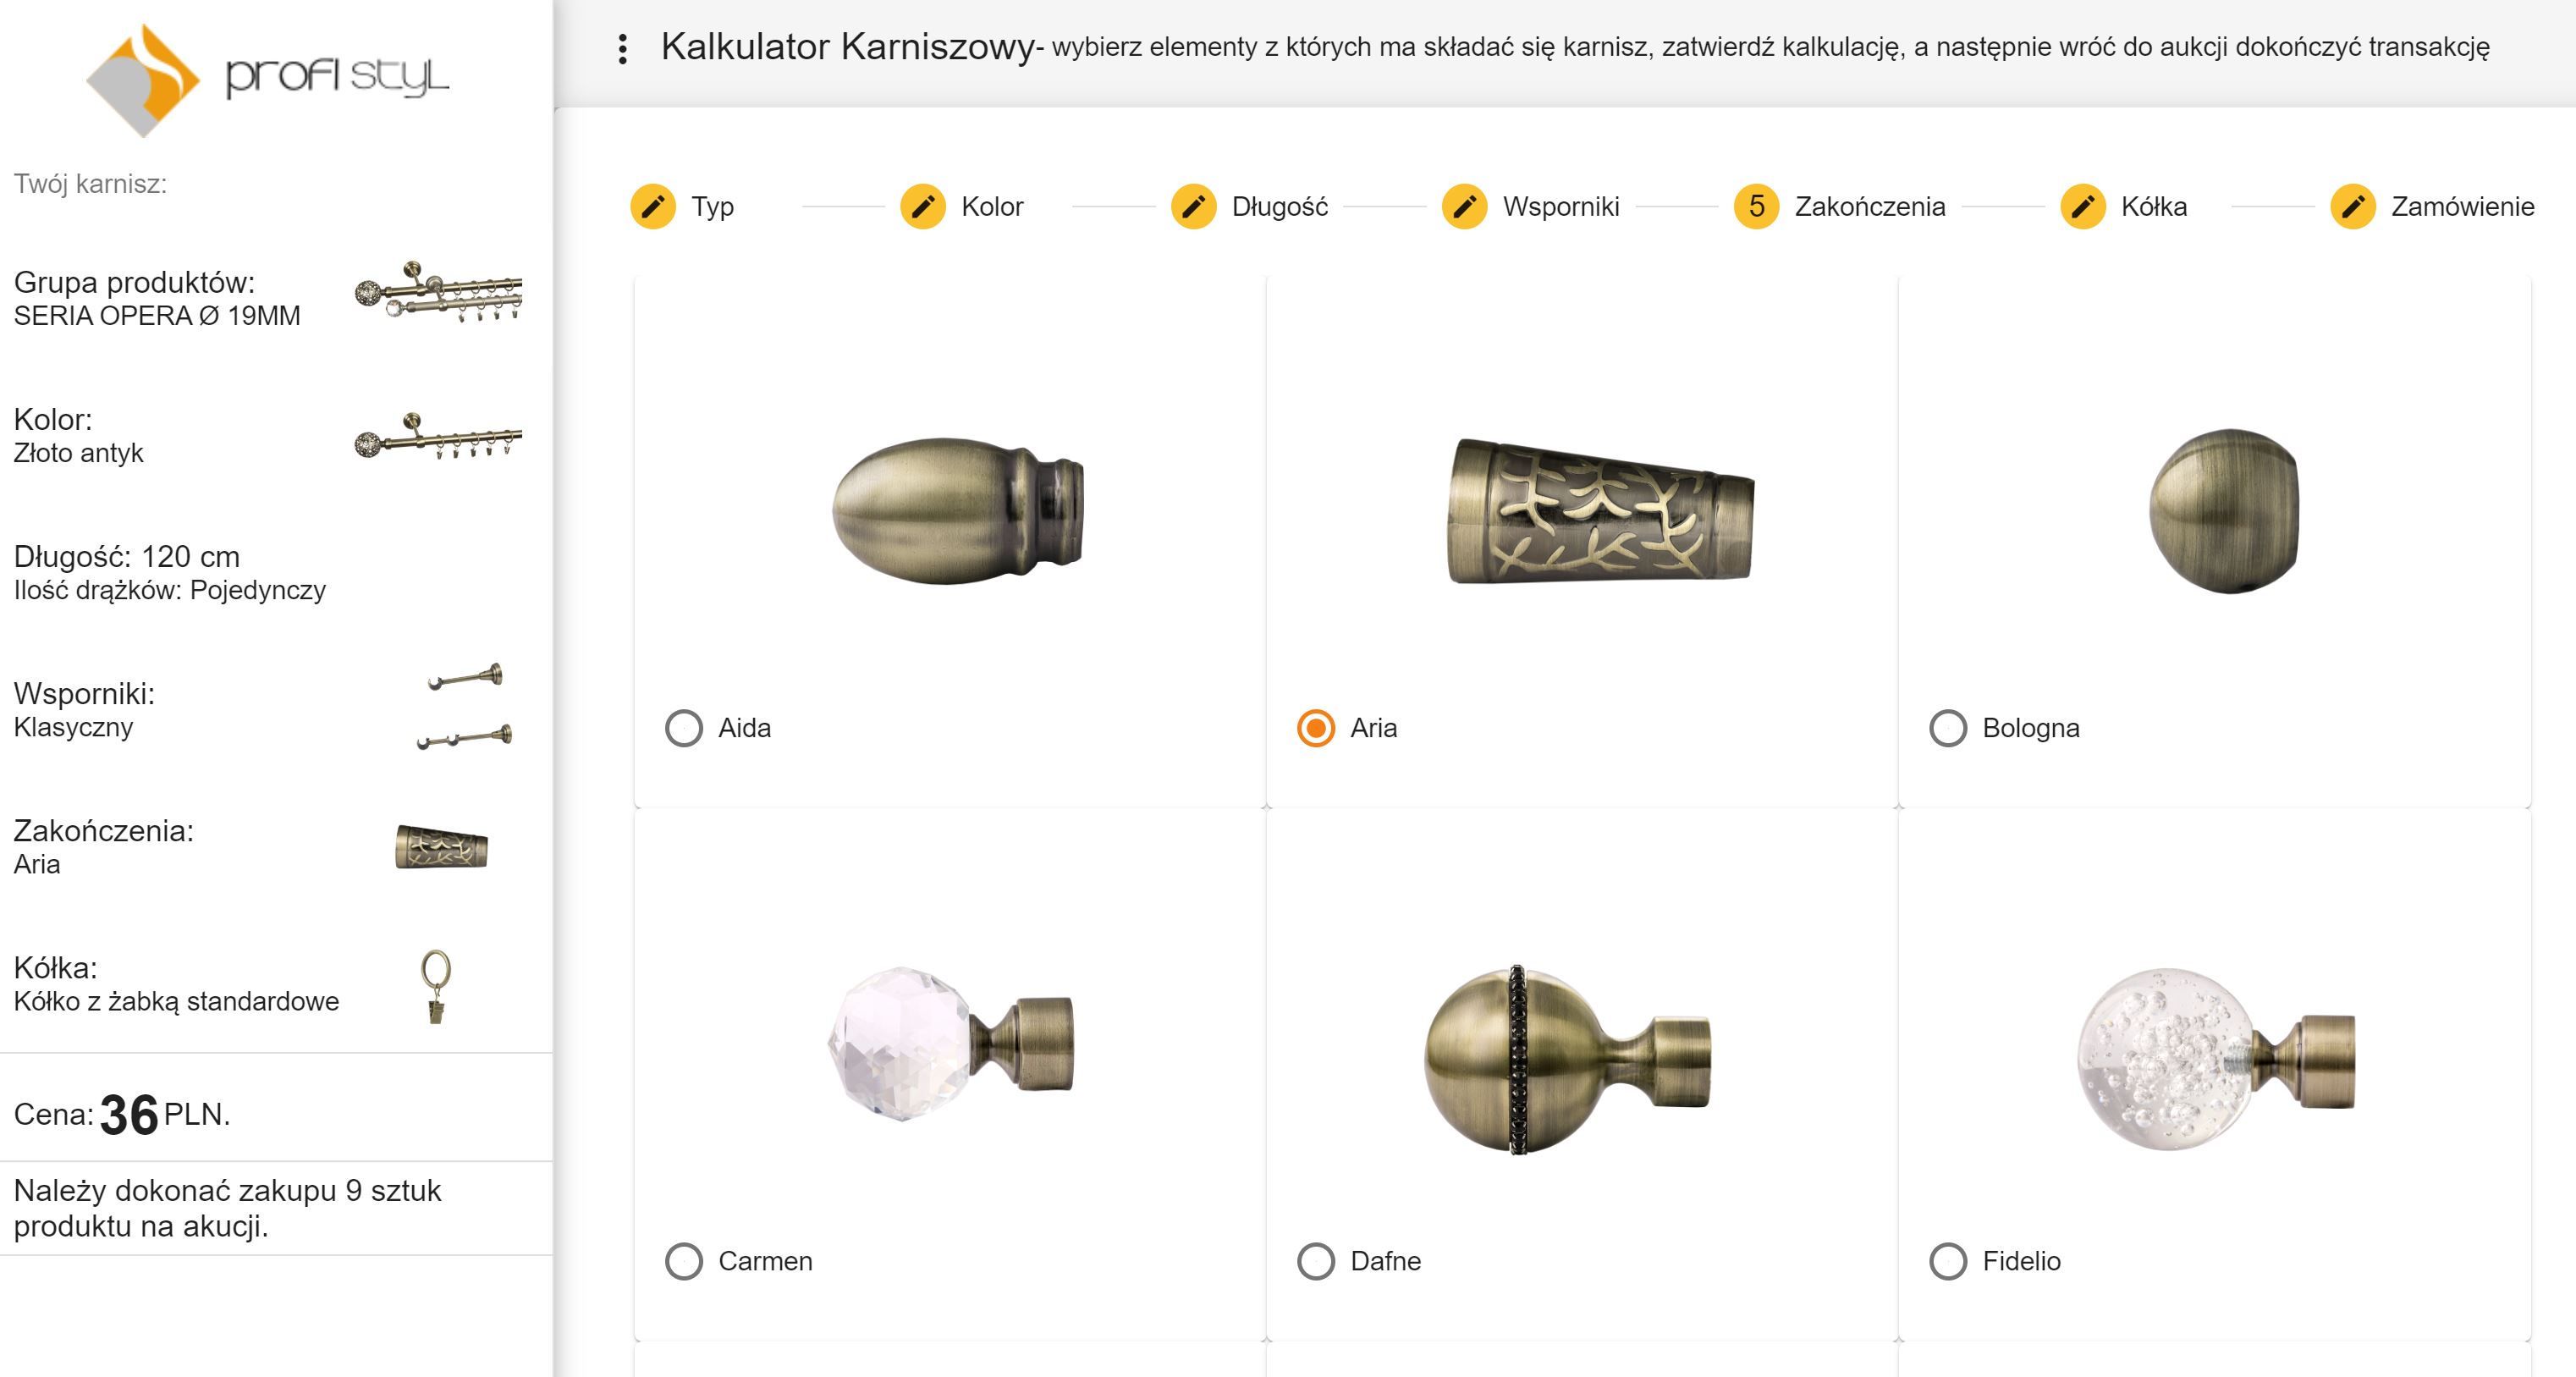 profi styl
Twój karnisz:
Grupa produktów:
SERIA OPERA Ø 19MM
Kolor:
Złoto antyk
Długość: 120 cm
Ilość drążków: Pojedynczy
Wsporniki:
Klasyczny
Zakończenia:
Aria
Kółka:
Kółko z żabką standardowe
Cena: 36 PLN.
Należy dokonać zakupu 9 sztuk
produktu na akucji.
Kalkulator Karniszowy- wybierz elementy z których ma składać się karnisz, zatwierdź kalkulację, a następnie wróć do aukcji dokończyć transakcję
Typ Kolor Długość Wsporniki 5 Zakończenia Kółka Zamówienie
Aida Aria Bologna
Carmen Dafne Fidelio